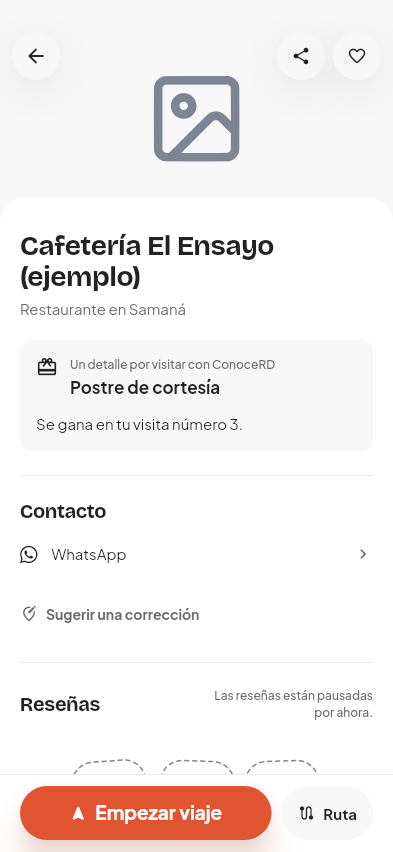 Cafetería El Ensayo
(ejemplo)
Restaurante en Samaná
Un detalle por visitar con ConoceRD
Postre de cortesía
Se gana en tu visita número 3.
Contacto
WhatsApp
Sugerir una corrección
Reseñas
Las reseñas están pausadas
por ahora.
Empezar viaje
Ruta